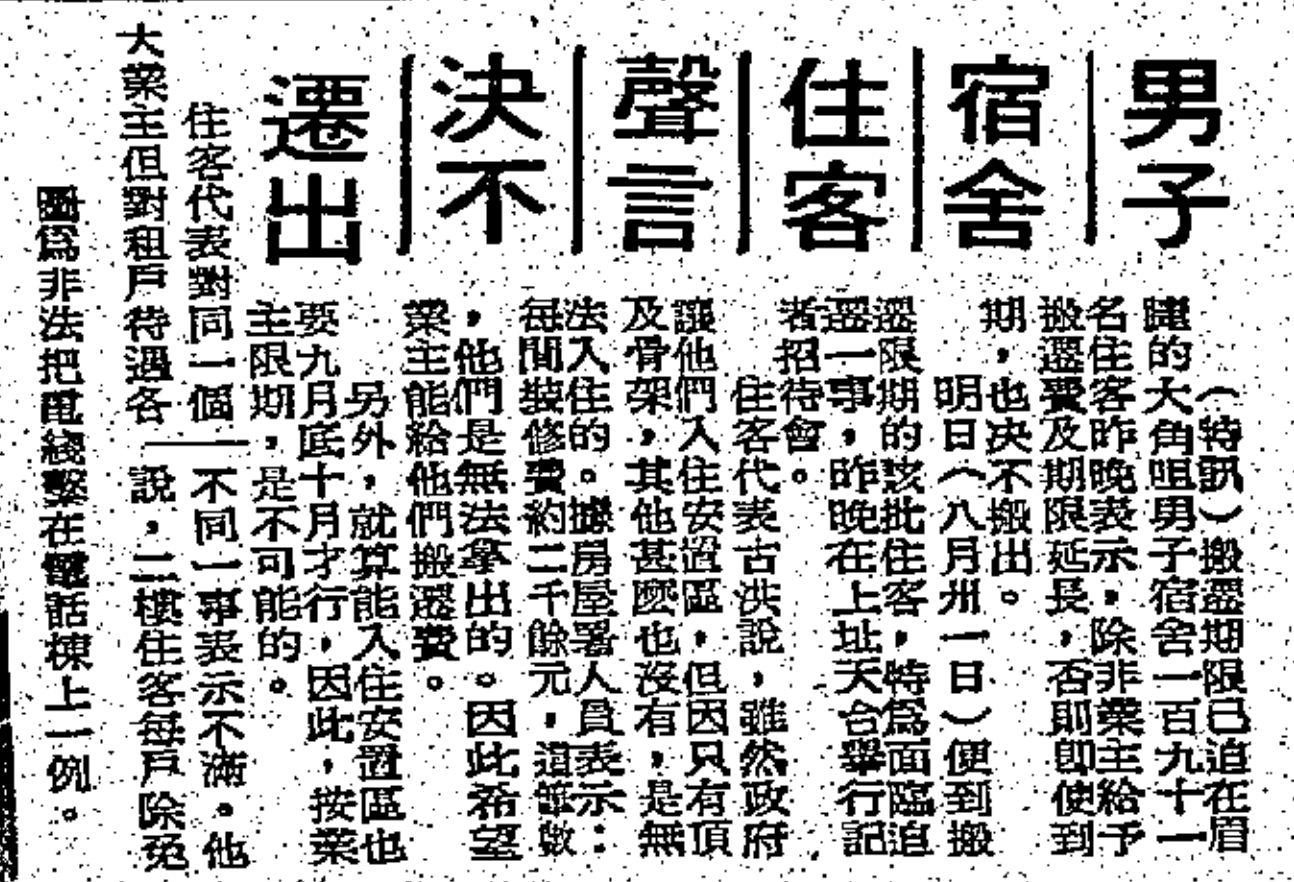 男子
宿舍
住客
聲言
決不
遷出
（特訊）搬遷期限已迫在眉
睫的大角咀男子宿舍一百九十一
名住客昨晚表示，除非業主給予
搬遷費及期限延長，否則即使到
期，也決不搬出。
明日（八月卅一日）便到搬
遷限期的該批住客，特爲面臨迫
遷一事，昨晚在上址天台舉行記
者招待會。
住客代表古洪說，雖然政府
讓他們入住安置區，但因只有頂
及骨架，其他甚麽也沒有，是無
法入住的。據房屋署人員表示：
每間裝修費約二千餘元，這筆數
，他們是無法拿出的。因此希望
業主能給他們搬遷費。
另外，就算能入住安置區也
要九月底十月才行，因此，按業
主限期，是不可能的。
住客代表對同一個
大業主但對租戶待遇各
不同一事表示不滿。他
說，二樓住客每戶除免
圖爲非法把電綫繫在電話棟上一例。